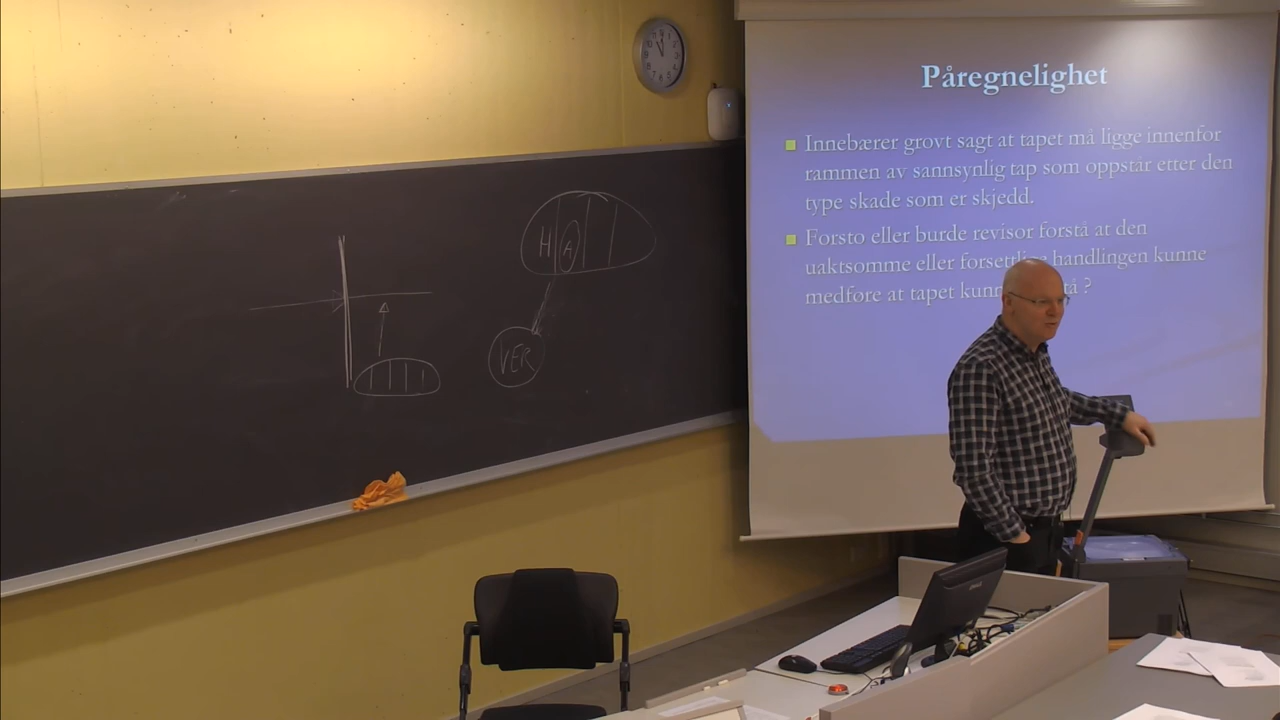 Påregnelighet
Innebærer grovt sagt at tapet må ligge innenfor
rammen av sannsynlig tap som oppstår etter den
type skade som er skjedd.
Forsto eller burde revisor forstå at den
uaktsomme eller forsettlige handlingen kunne
medføre at tapet ?
H A
VER